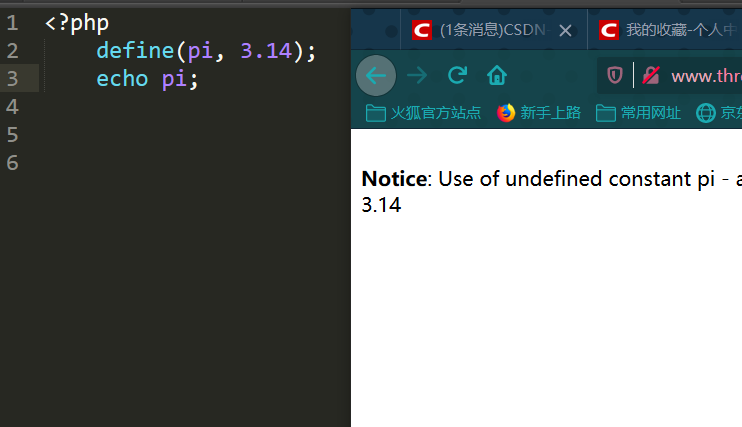 1 <?php
2 define(pi, 3.14);
3 echo pi;
4
5
6
(1条消息)CSDN
我的收藏-个人中
www.thr
火狐官方站点 新手上路 常用网址 京东
Notice: Use of undefined constant pi - a
3.14